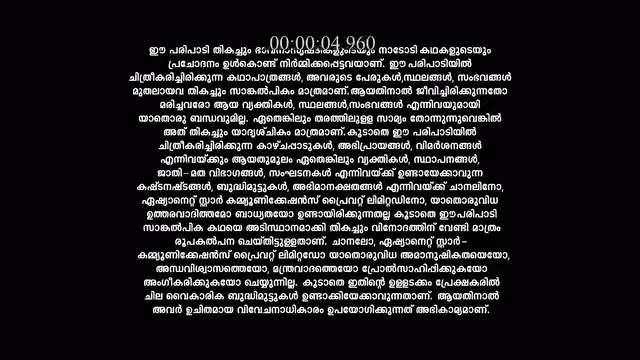 00:00:04.960
ഈ പരിപാടി തികച്ചും ഭാവനാസൃഷ്ടികളുടെയും നാടോടി കഥകളുടെയും
പ്രചോദനം ഉൾകൊണ്ട് നിർമ്മിക്കപ്പെട്ടവയാണ്. ഈ പരിപാടിയിൽ
ചിത്രീകരിച്ചിരിക്കുന്ന കഥാപാത്രങ്ങൾ, അവരുടെ പേരുകൾ,സ്ഥലങ്ങൾ, സംഭവങ്ങൾ
മുതലായവ തികച്ചും സാങ്കൽപികം മാത്രമാണ്.ആയതിനാൽ ജീവിച്ചിരിക്കുന്നതോ
മരിച്ചവരോ ആയ വ്യക്തികൾ, സ്ഥലങ്ങൾ,സംഭവങ്ങൾ എന്നിവയുമായി
യാതൊരു ബന്ധവുമില്ല. ഏതെങ്കിലും തരത്തിലുള്ള സാമ്യം തോന്നുന്നുവെങ്കിൽ
അത് തികച്ചും യാദൃശ്ചികം മാത്രമാണ്.കൂടാതെ ഈ പരിപാടിയിൽ
ചിത്രീകരിച്ചിരിക്കുന്ന കാഴ്ചപ്പാടുകൾ, അഭിപ്രായങ്ങൾ, വിമർശനങ്ങൾ
എന്നിവയ്ക്കും ആയതുമൂലം ഏതെങ്കിലും വ്യക്തികൾ, സ്ഥാപനങ്ങൾ,
ജാതി-മത വിഭാഗങ്ങൾ, സംഘടനകൾ എന്നിവയ്ക്ക് ഉണ്ടായേക്കാവുന്ന
കഷ്ടനഷ്ടങ്ങൾ, ബുദ്ധിമുട്ടുകൾ, അഭിമാനക്ഷതങ്ങൾ എന്നിവയ്ക്ക് ചാനലിനോ,
ഏഷ്യാനെറ്റ് സ്റ്റാർ കമ്മ്യൂണിക്കേഷൻസ് പ്രൈവറ്റ് ലിമിറ്റഡിനോ, യാതൊരുവിധ
ഉത്തരവാദിത്തമോ ബാധ്യതയോ ഉണ്ടായിരിക്കുന്നതല്ല കൂടാതെ ഈപരിപാടി
സാങ്കൽപിക കഥയെ അടിസ്ഥാനമാക്കി തികച്ചും വിനോദത്തിന് വേണ്ടി മാത്രം
രൂപകൽപന ചെയ്തിട്ടുള്ളതാണ്. ചാനലോ, ഏഷ്യാനെറ്റ് സ്റ്റാർ-
കമ്മ്യൂണിക്കേഷൻസ് പ്രൈവറ്റ് ലിമിറ്റഡോ യാതൊരുവിധ അമാനുഷികതയെയോ,
അന്ധവിശ്വാസത്തെയോ, മന്ത്രവാദത്തെയോ പ്രോൽസാഹിപ്പിക്കുകയോ
അംഗീകരിക്കുകയോ ചെയ്യുന്നില്ല. കൂടാതെ ഇതിന്റെ ഉള്ളടക്കം പ്രേക്ഷകരിൽ
ചില വൈകാരിക ബുദ്ധിമുട്ടുകൾ ഉണ്ടാക്കിയേക്കാവുന്നതാണ്. ആയതിനാൽ
അവർ ഉചിതമായ വിവേചനാധികാരം ഉപയോഗിക്കുന്നത് അഭികാമ്യമാണ്.